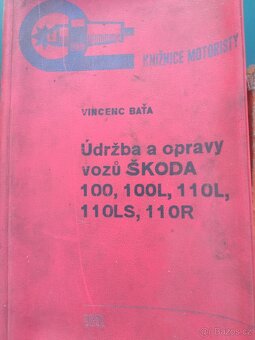 KNIŽNICE MOTORISTY
VINCENC BAŤA
Údržba a opravy
vozů ŠKODA
100, 100L, 110L,
110LS, 110R